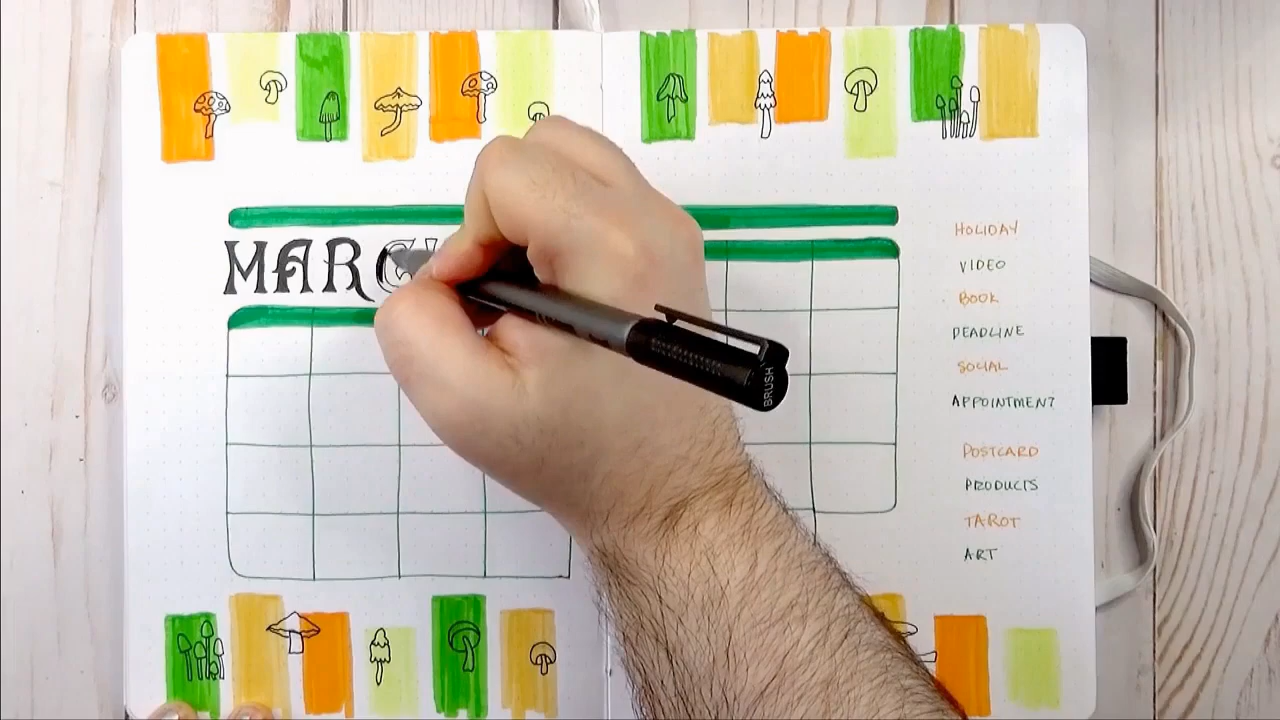 MARC
HOLIDAY
VIDEO
BOOK
DEADLINE
SOCIAL
APPOINTMENT
POSTCARD
PRODUCTS
TAROT
ART
BRUSH